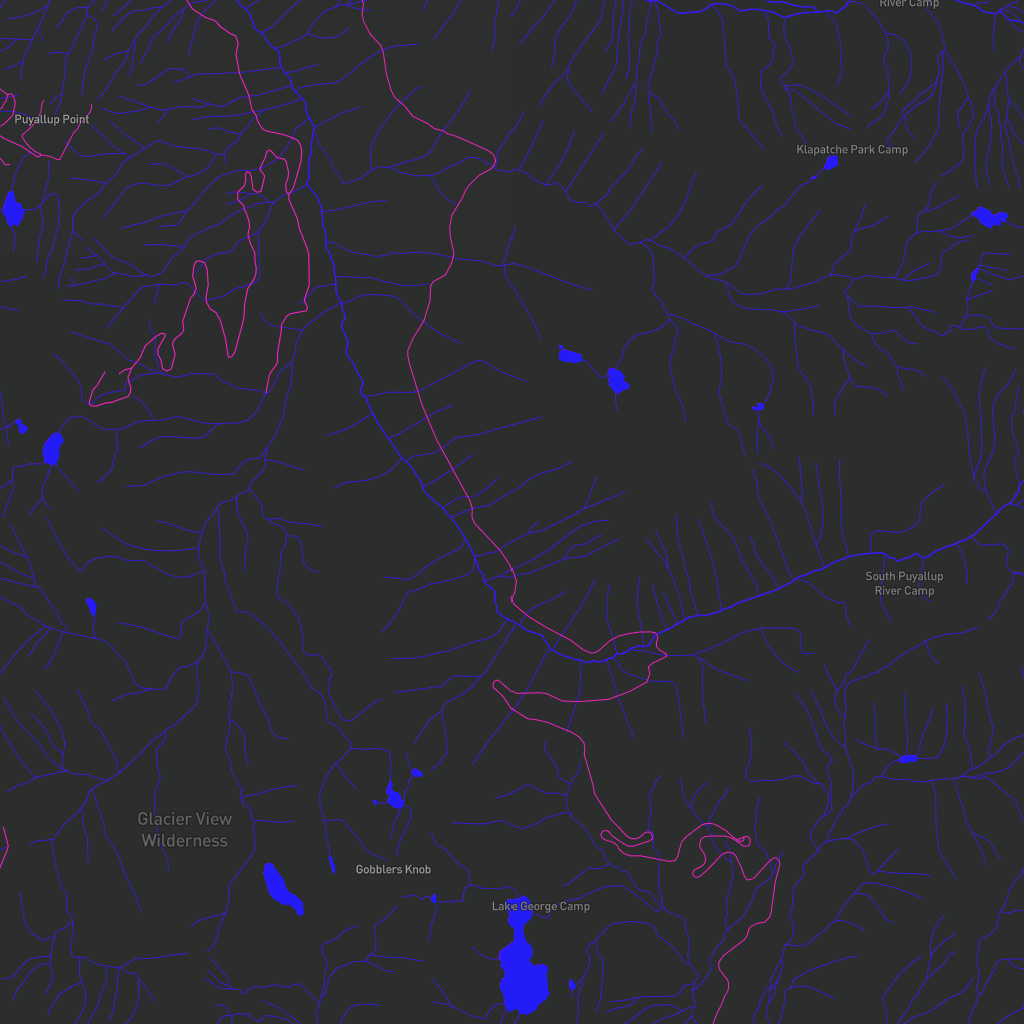 River Camp
Puyallup Point
Klapatche Park Camp
South Puyallup
River Camp
Glacier View
Wilderness
Gobblers Knob
Lake George Camp